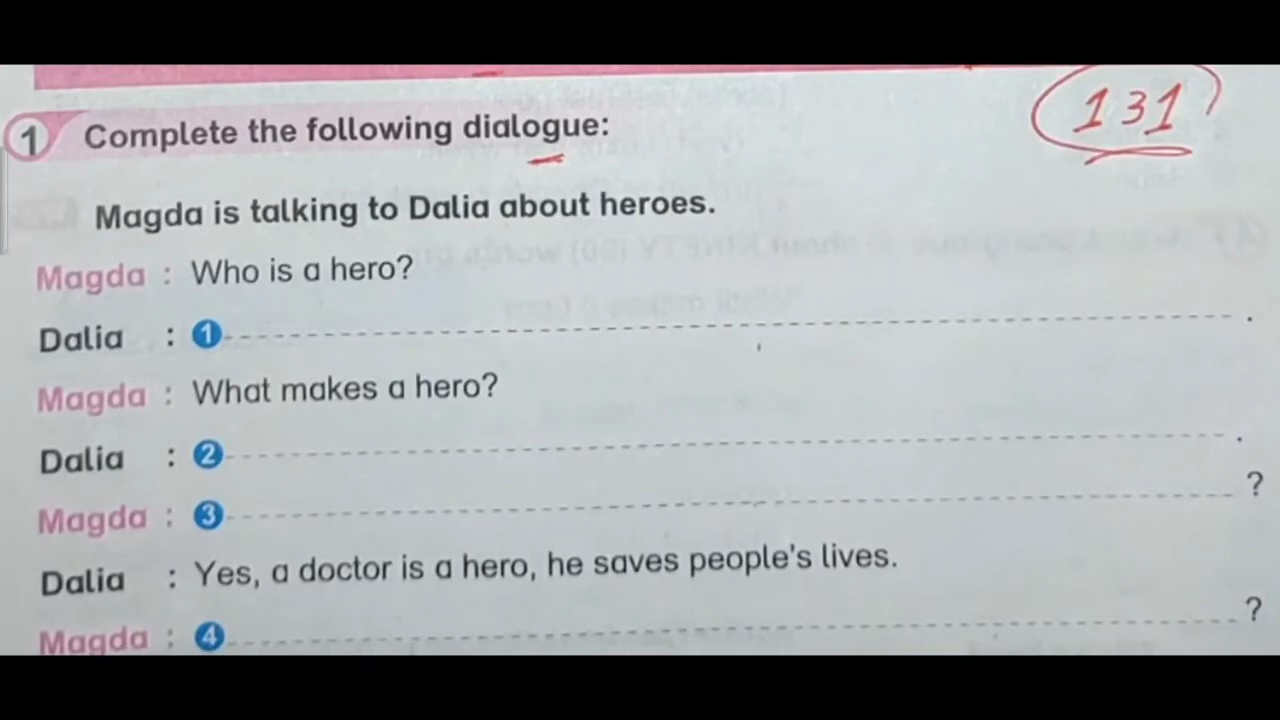 131
1 Complete the following dialogue:
Magda is talking to Dalia about heroes.
Magda : Who is a hero?
Dalia : 1 .
Magda : What makes a hero?
Dalia : 2 .
Magda : 3 ?
Dalia : Yes, a doctor is a hero, he saves people's lives.
Magda : 4 ?